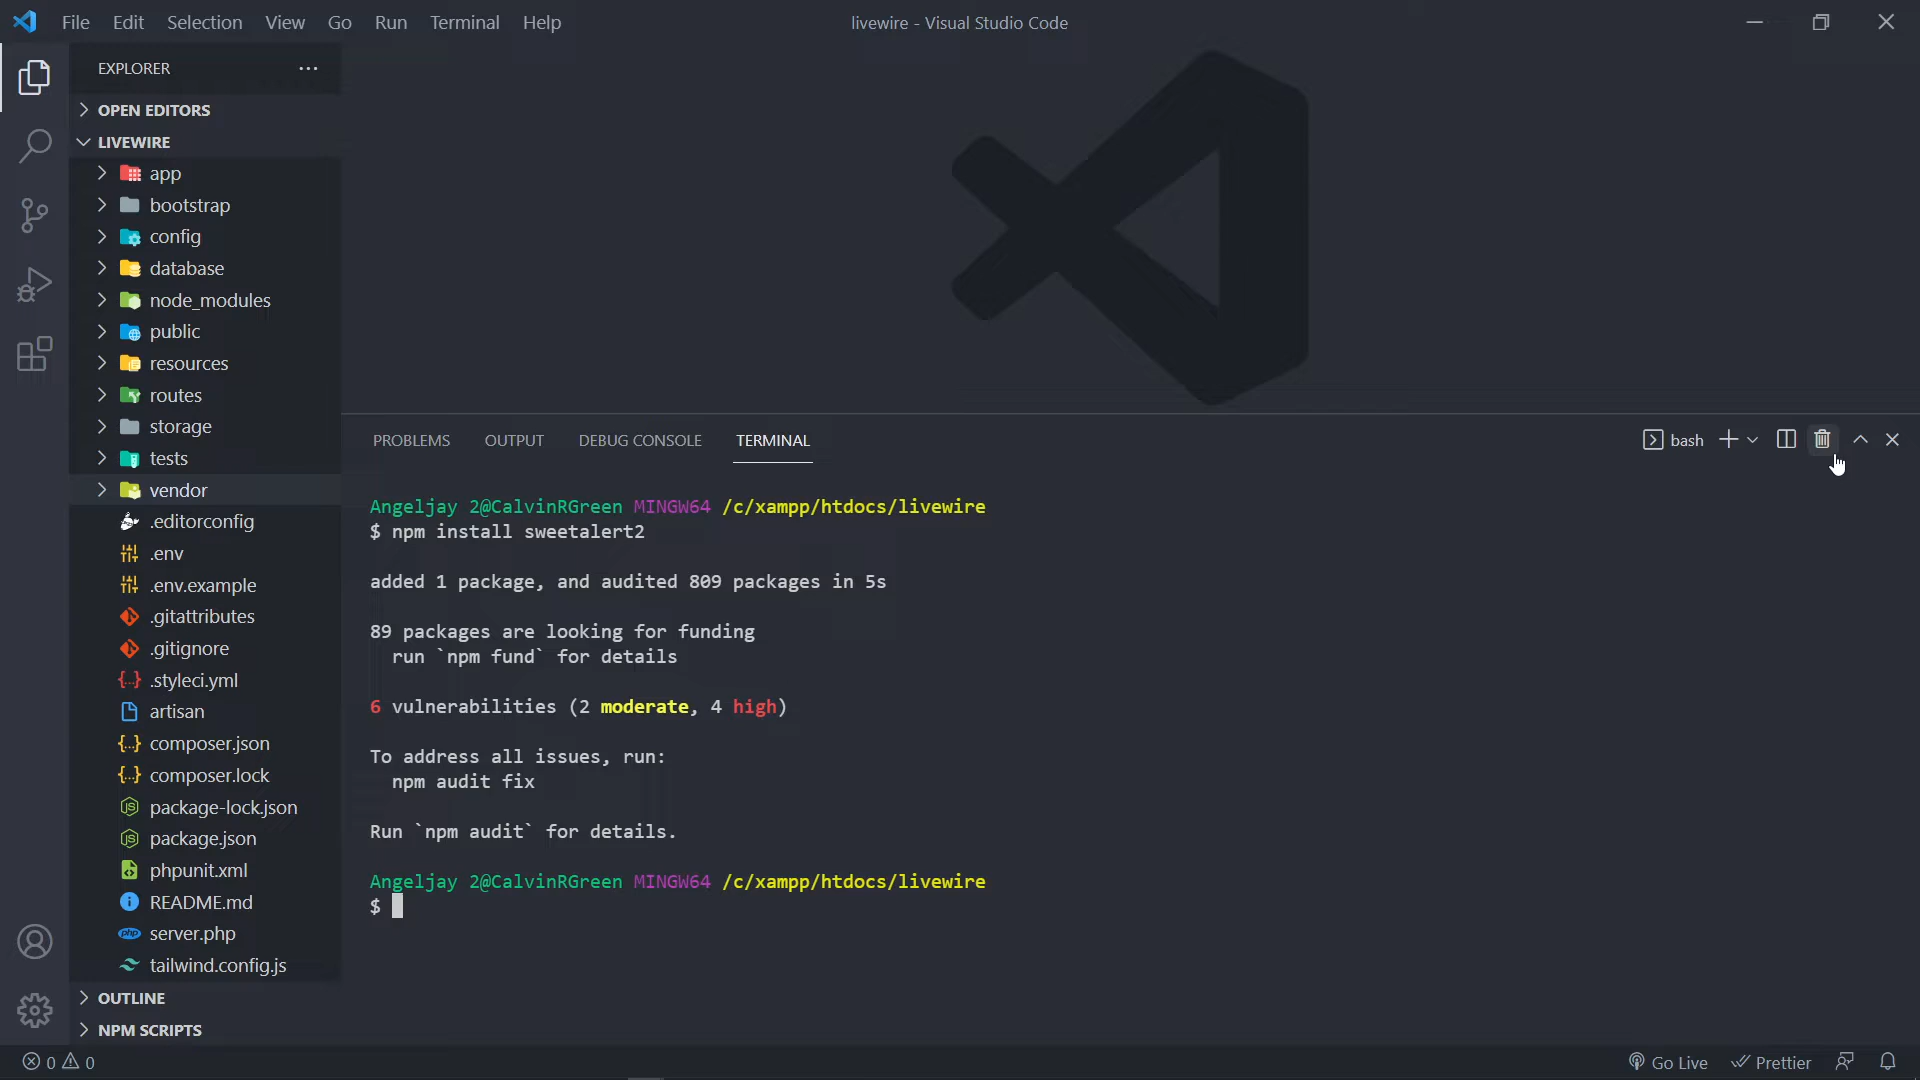 File Edit Selection View Go Run Terminal Help
livewire - Visual Studio Code
EXPLORER
OPEN EDITORS
LIVEWIRE
app
bootstrap
config
database
node_modules
public
resources
routes
storage
tests
vendor
.editorconfig
.env
.env.example
.gitattributes
.gitignore
.styleci.yml
artisan
composer.json
composer.lock
package-lock.json
package.json
phpunit.xml
README.md
php server.php
tailwind.config.js
OUTLINE
NPM SCRIPTS
PROBLEMS OUTPUT DEBUG CONSOLE TERMINAL
bash
Angeljay 2@CalvinRGreen MINGW64 /c/xampp/htdocs/livewire
$ npm install sweetalert2
added 1 package, and audited 809 packages in 5s
89 packages are looking for funding
run `npm fund` for details
6 vulnerabilities (2 moderate, 4 high)
To address all issues, run:
npm audit fix
Run `npm audit` for details.
Angeljay 2@CalvinRGreen MINGW64 /c/xampp/htdocs/livewire
$
0 0
Go Live Prettier